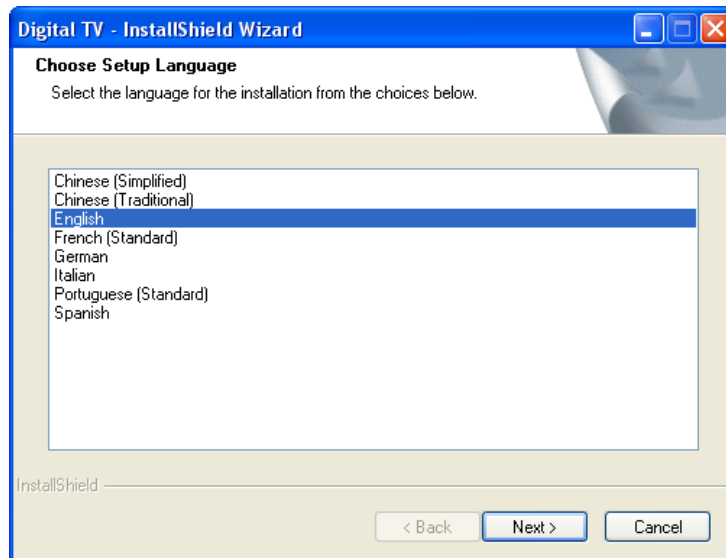 Digital TV - InstallShield Wizard
Choose Setup Language
Select the language for the installation from the choices below.
Chinese (Simplified)
Chinese (Traditional)
English
French (Standard)
German
Italian
Portuguese (Standard)
Spanish
InstallShield
< Back Next > Cancel